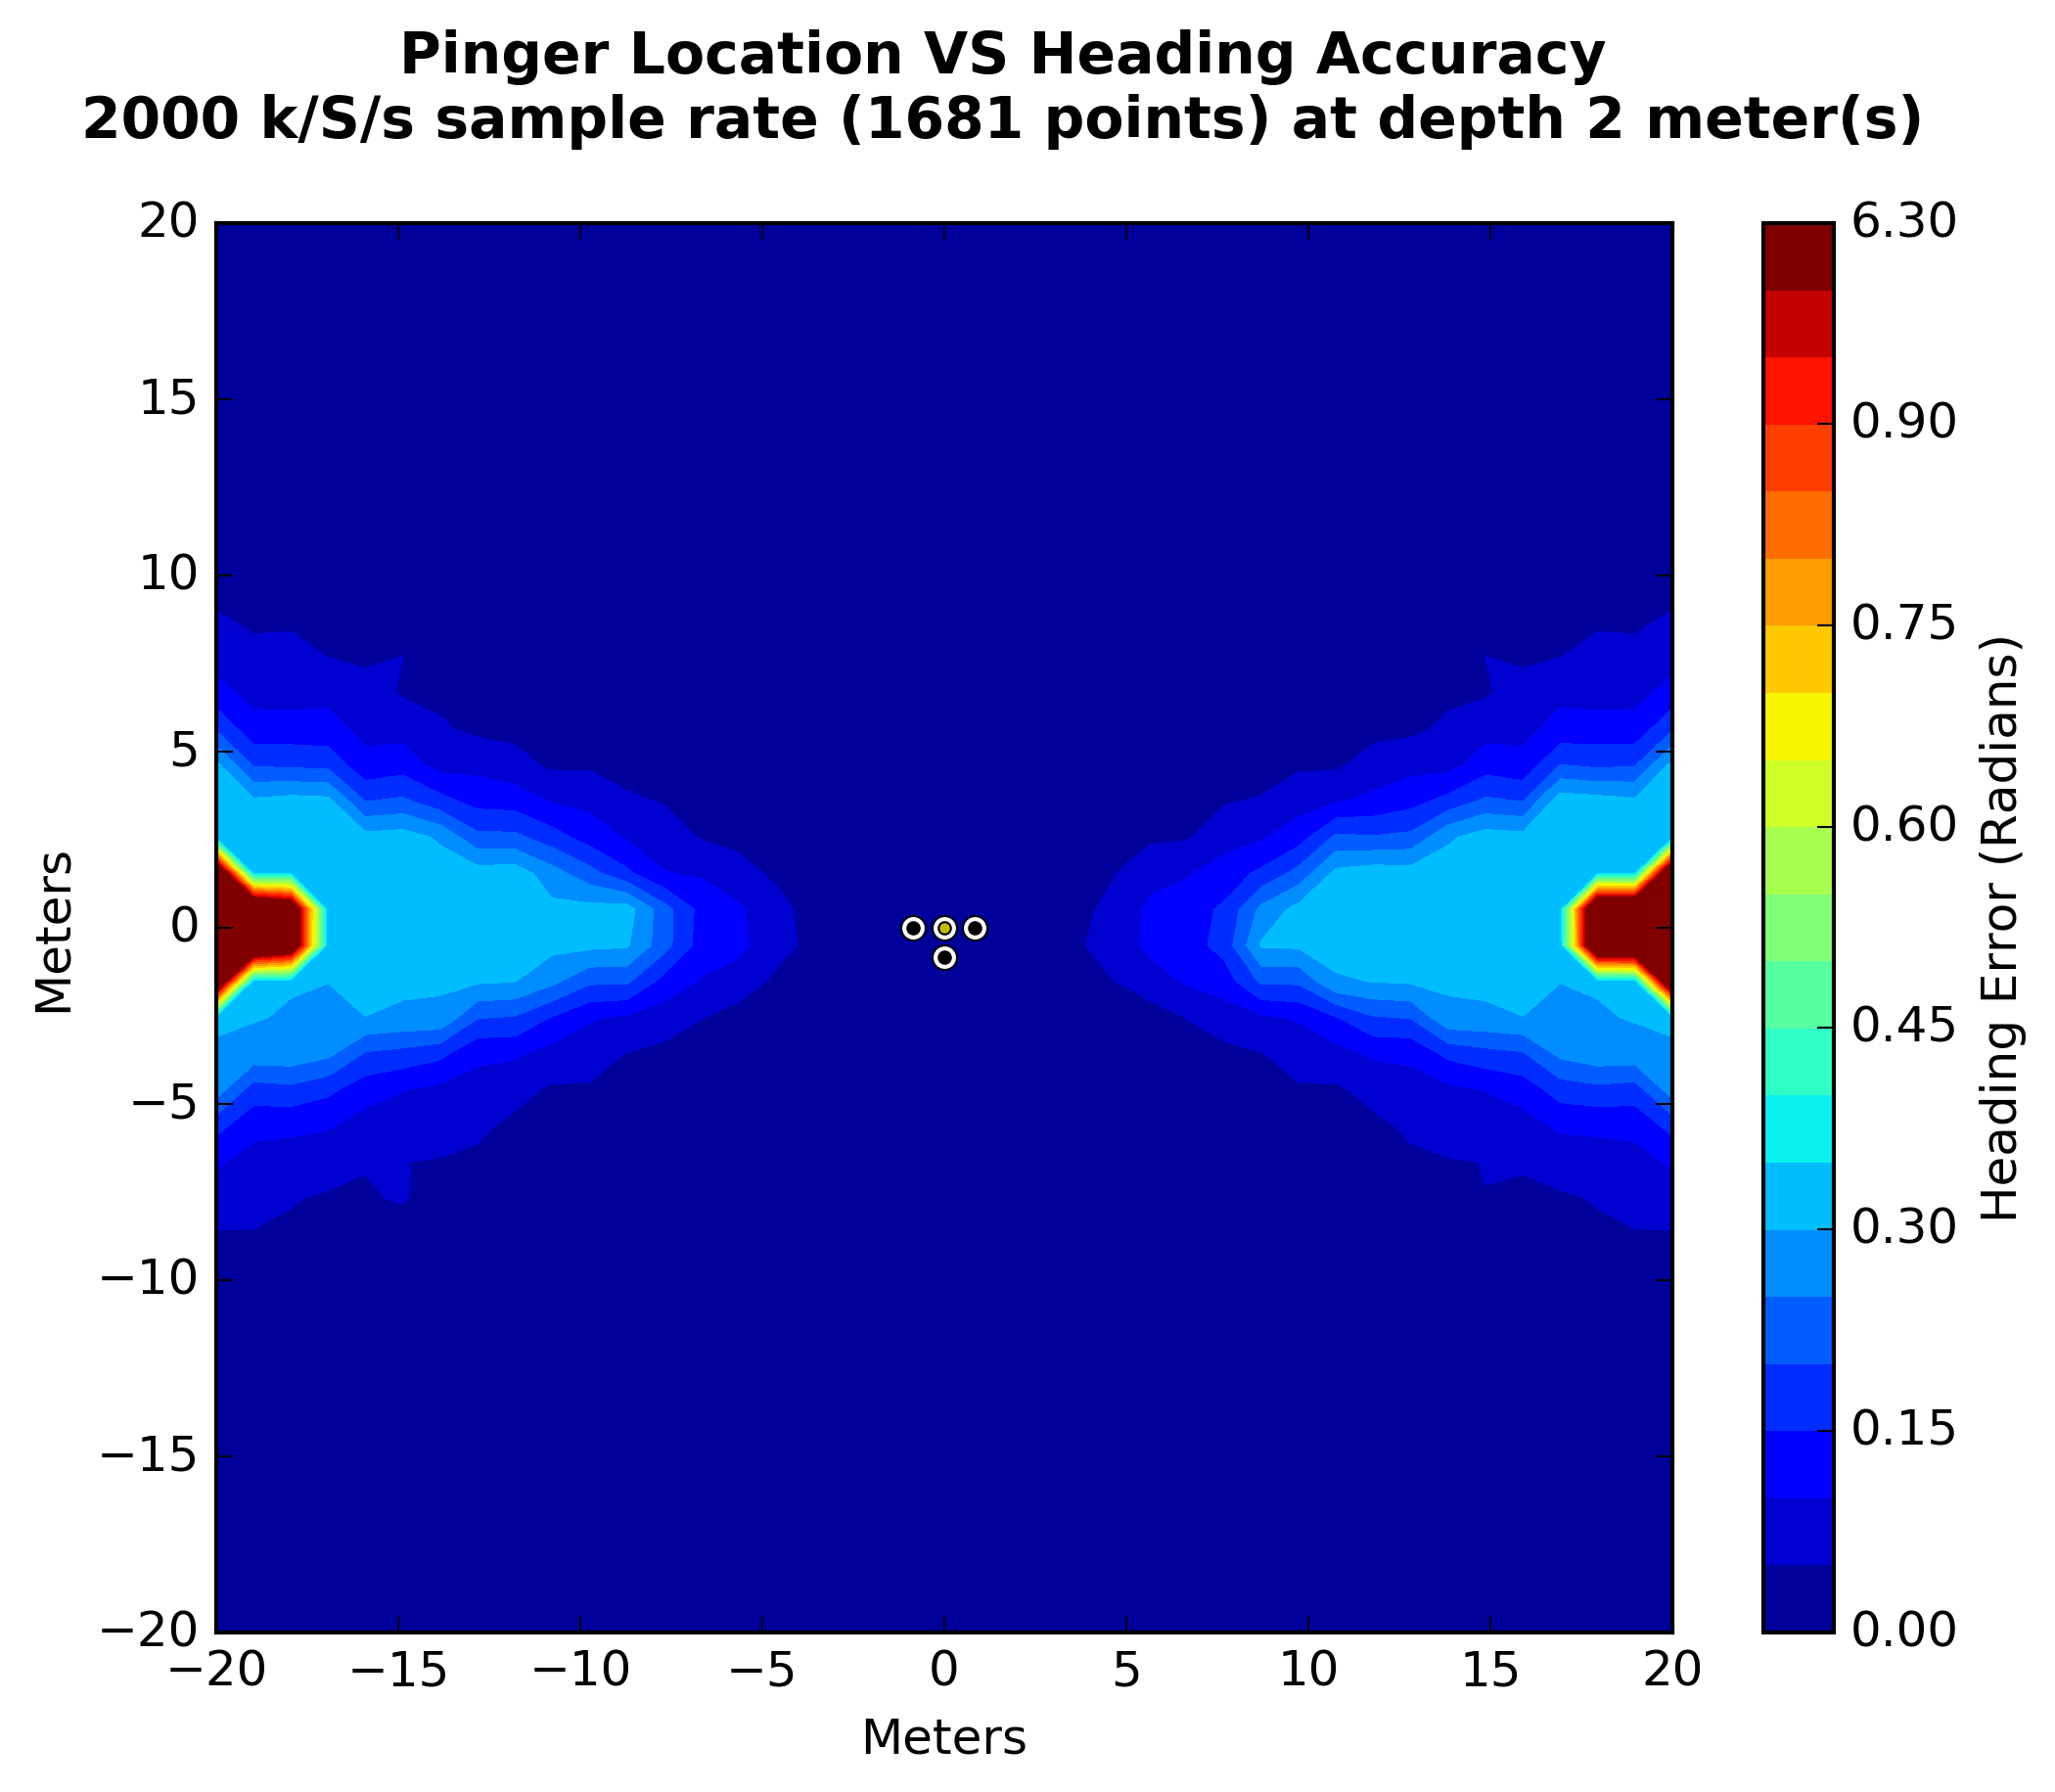 Pinger Location VS Heading Accuracy
2000 k/S/s sample rate (1681 points) at depth 2 meter(s)
20
15
10
5
0
−5
−10
−15
−20
Meters
−20 −15 −10 −5 0 5 10 15 20
Meters
6.30
0.90
0.75
0.60
0.45
0.30
0.15
0.00
Heading Error (Radians)